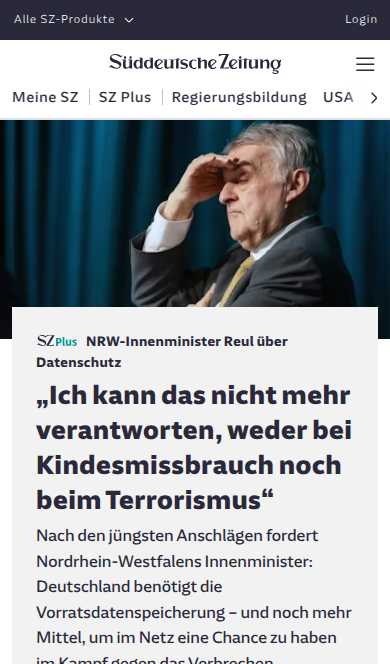 Alle SZ-Produkte Login
Süddeutsche Zeitung
Meine SZ SZ Plus Regierungsbildung USA
SZ Plus NRW-Innenminister Reul über
Datenschutz
„Ich kann das nicht mehr
verantworten, weder bei
Kindesmissbrauch noch
beim Terrorismus“
Nach den jüngsten Anschlägen fordert
Nordrhein-Westfalens Innenminister:
Deutschland benötigt die
Vorratsdatenspeicherung – und noch mehr
Mittel, um im Netz eine Chance zu haben
im Kampf gegen das Verbrechen.